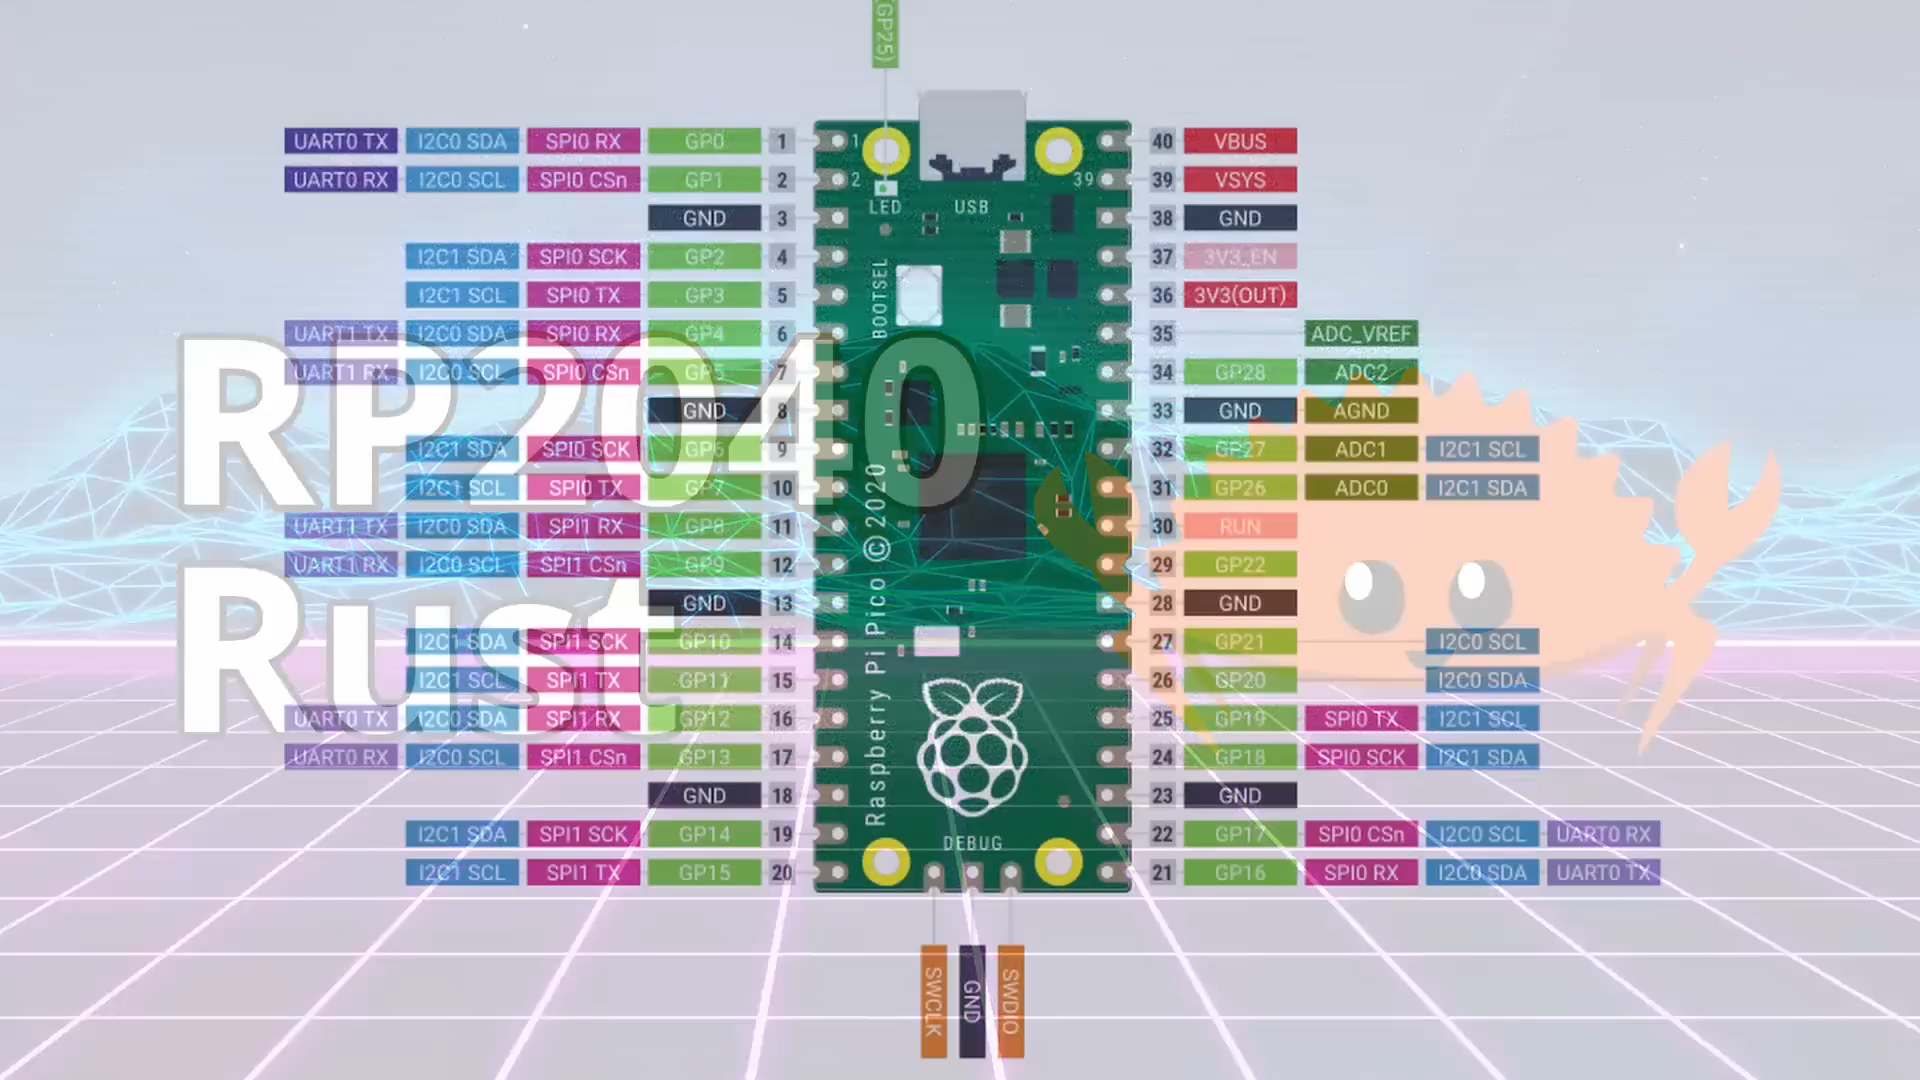 (GP25)
UART0 TX I2C0 SDA SPI0 RX GP0 1 1 40 VBUS
UART0 RX I2C0 SCL SPI0 CSn GP1 2 2 39 39 VSYS
LED USB
GND 3 38 GND
I2C1 SDA SPI0 SCK GP2 4 37 3V3_EN
I2C1 SCL SPI0 TX GP3 5 36 3V3(OUT)
BOOTSEL
UART1 TX I2C0 SDA SPI0 RX GP4 6 35 ADC_VREF
UART1 RX I2C0 SCL SPI0 CSn GP5 7 34 GP28 ADC2
RP2040
GND 8 33 GND AGND
I2C1 SDA SPI0 SCK GP6 9 32 GP27 ADC1 I2C1 SCL
I2C1 SCL SPI0 TX GP7 10 31 GP26 ADC0 I2C1 SDA
UART1 TX I2C0 SDA SPI1 RX GP8 11 30 RUN
UART1 RX I2C0 SCL SPI1 CSn GP9 12 29 GP22
GND 13 28 GND
Rust
Raspberry Pi Pico © 2020
I2C1 SDA SPI1 SCK GP10 14 27 GP21 I2C0 SCL
I2C1 SCL SPI1 TX GP11 15 26 GP20 I2C0 SDA
UART0 TX I2C0 SDA SPI1 RX GP12 16 25 GP19 SPI0 TX I2C1 SCL
UART0 RX I2C0 SCL SPI1 CSn GP13 17 24 GP18 SPI0 SCK I2C1 SDA
GND 18 23 GND
I2C1 SDA SPI1 SCK GP14 19 22 GP17 SPI0 CSn I2C0 SCL UART0 RX
DEBUG
I2C1 SCL SPI1 TX GP15 20 21 GP16 SPI0 RX I2C0 SDA UART0 TX
SWCLK
GND
SWDIO